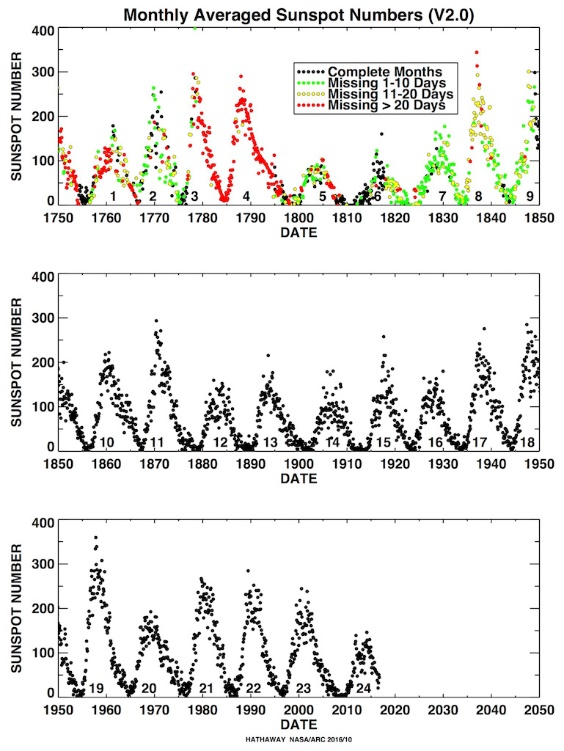 Monthly Averaged Sunspot Numbers (V2.0)
400
300
200
100
0
SUNSPOT NUMBER
Complete Months
Missing 1-10 Days
Missing 11-20 Days
Missing > 20 Days
1 2 3 4 5 6 7 8 9
1750 1760 1770 1780 1790 1800 1810 1820 1830 1840 1850
DATE
400
300
200
100
0
SUNSPOT NUMBER
10 11 12 13 14 15 16 17 18
1850 1860 1870 1880 1890 1900 1910 1920 1930 1940 1950
DATE
400
300
200
100
0
SUNSPOT NUMBER
19 20 21 22 23 24
1950 1960 1970 1980 1990 2000 2010 2020 2030 2040 2050
DATE
HATHAWAY NASA/ARC 2016/10